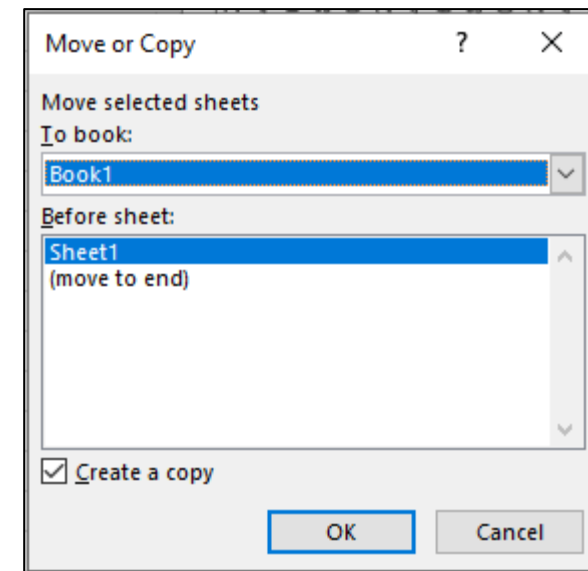 Move or Copy ?
Move selected sheets
To book:
Book1
Before sheet:
Sheet1
(move to end)
Create a copy
OK Cancel